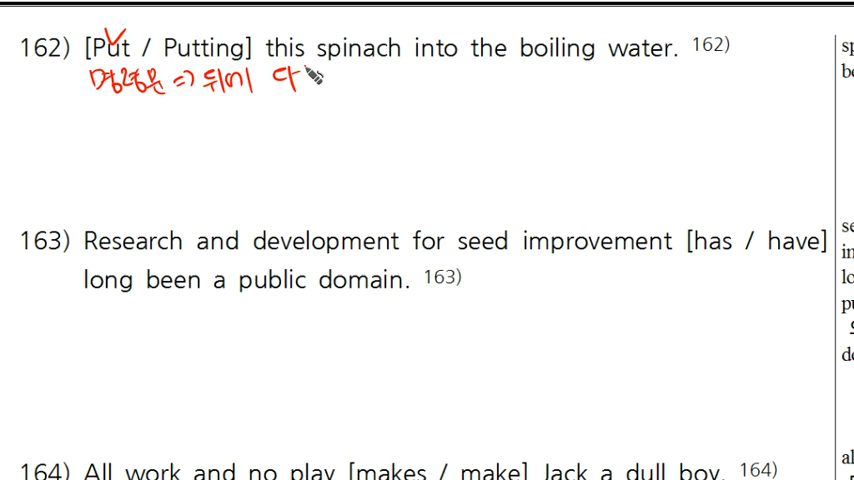 162) [Put / Putting] this spinach into the boiling water. 162)
명령문 => 뒤에 다
163) Research and development for seed improvement [has / have]
long been a public domain. 163)
164) All work and no play [makes / make] Jack a dull boy. 164)